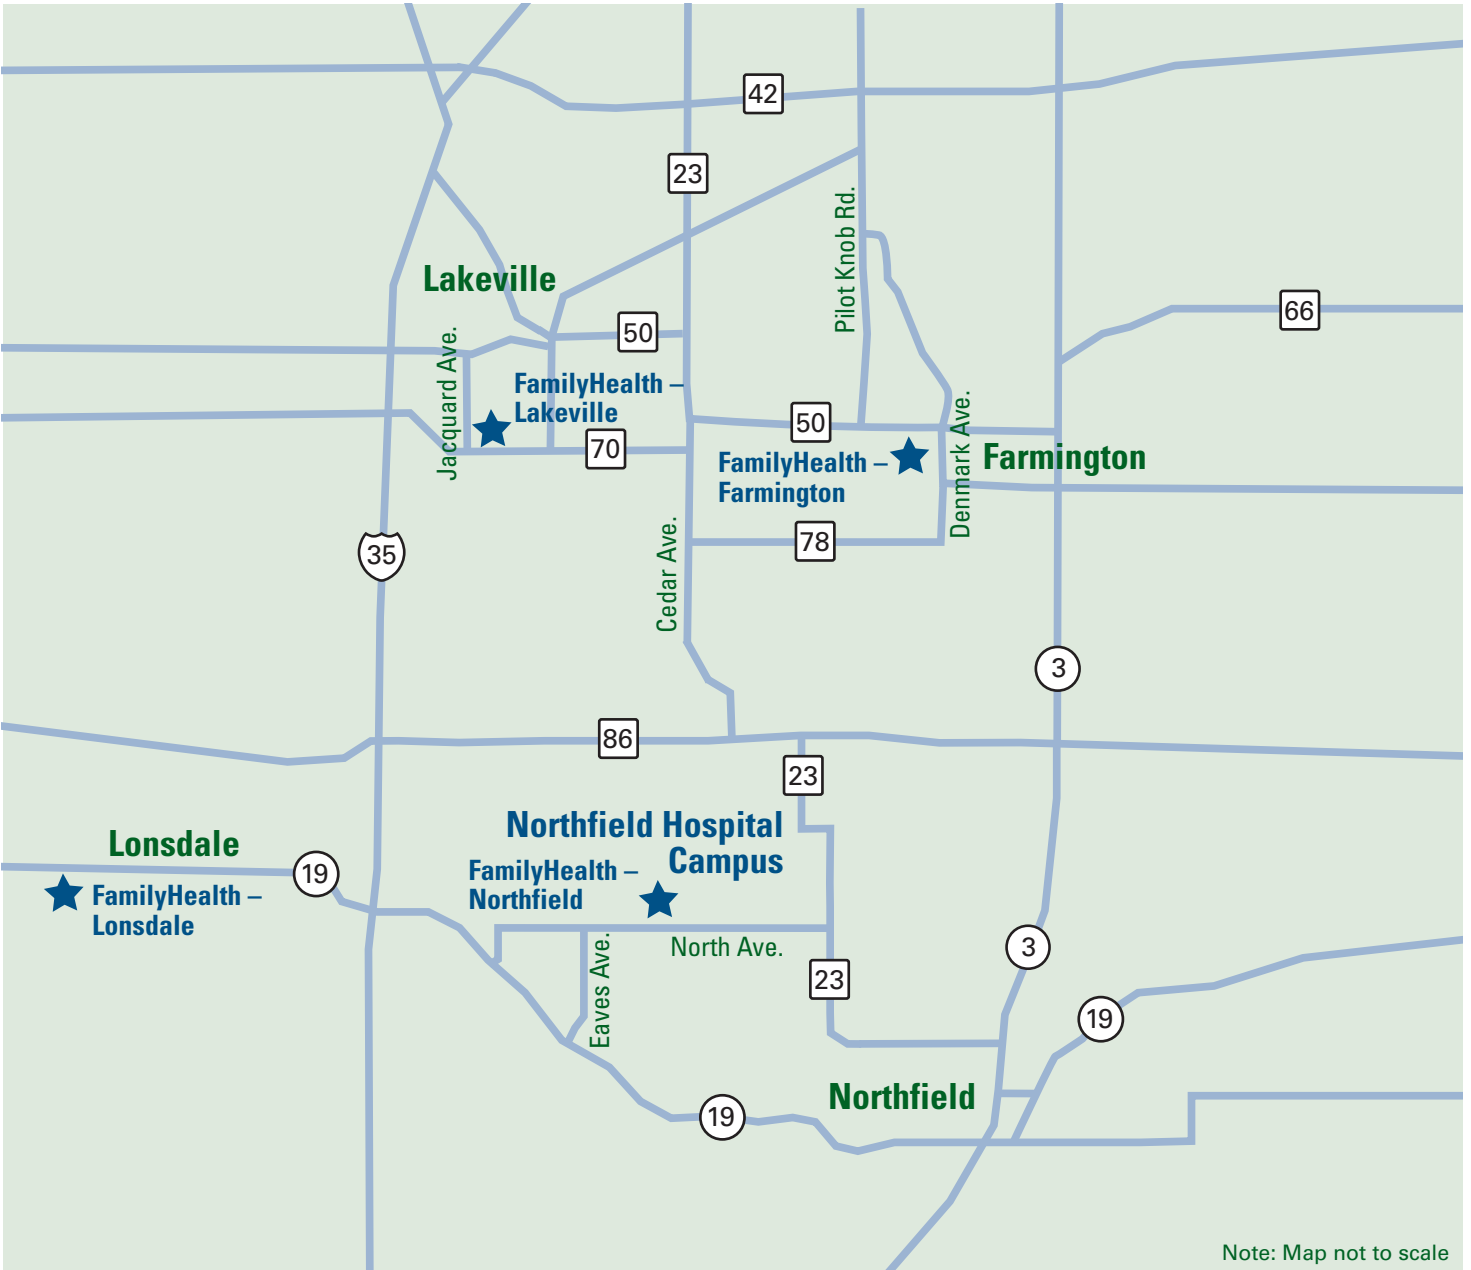 42
23
Pilot Knob Rd.
Lakeville
66
50
Jacquard Ave.
FamilyHealth –
Lakeville
50
70
Denmark Ave.
Farmington
FamilyHealth –
Farmington
78
35
Cedar Ave.
3
86
23
Northfield Hospital
Campus
Lonsdale
FamilyHealth –
Northfield
19
FamilyHealth –
Lonsdale
North Ave.
Eaves Ave.
23
3
19
Northfield
19
Note: Map not to scale